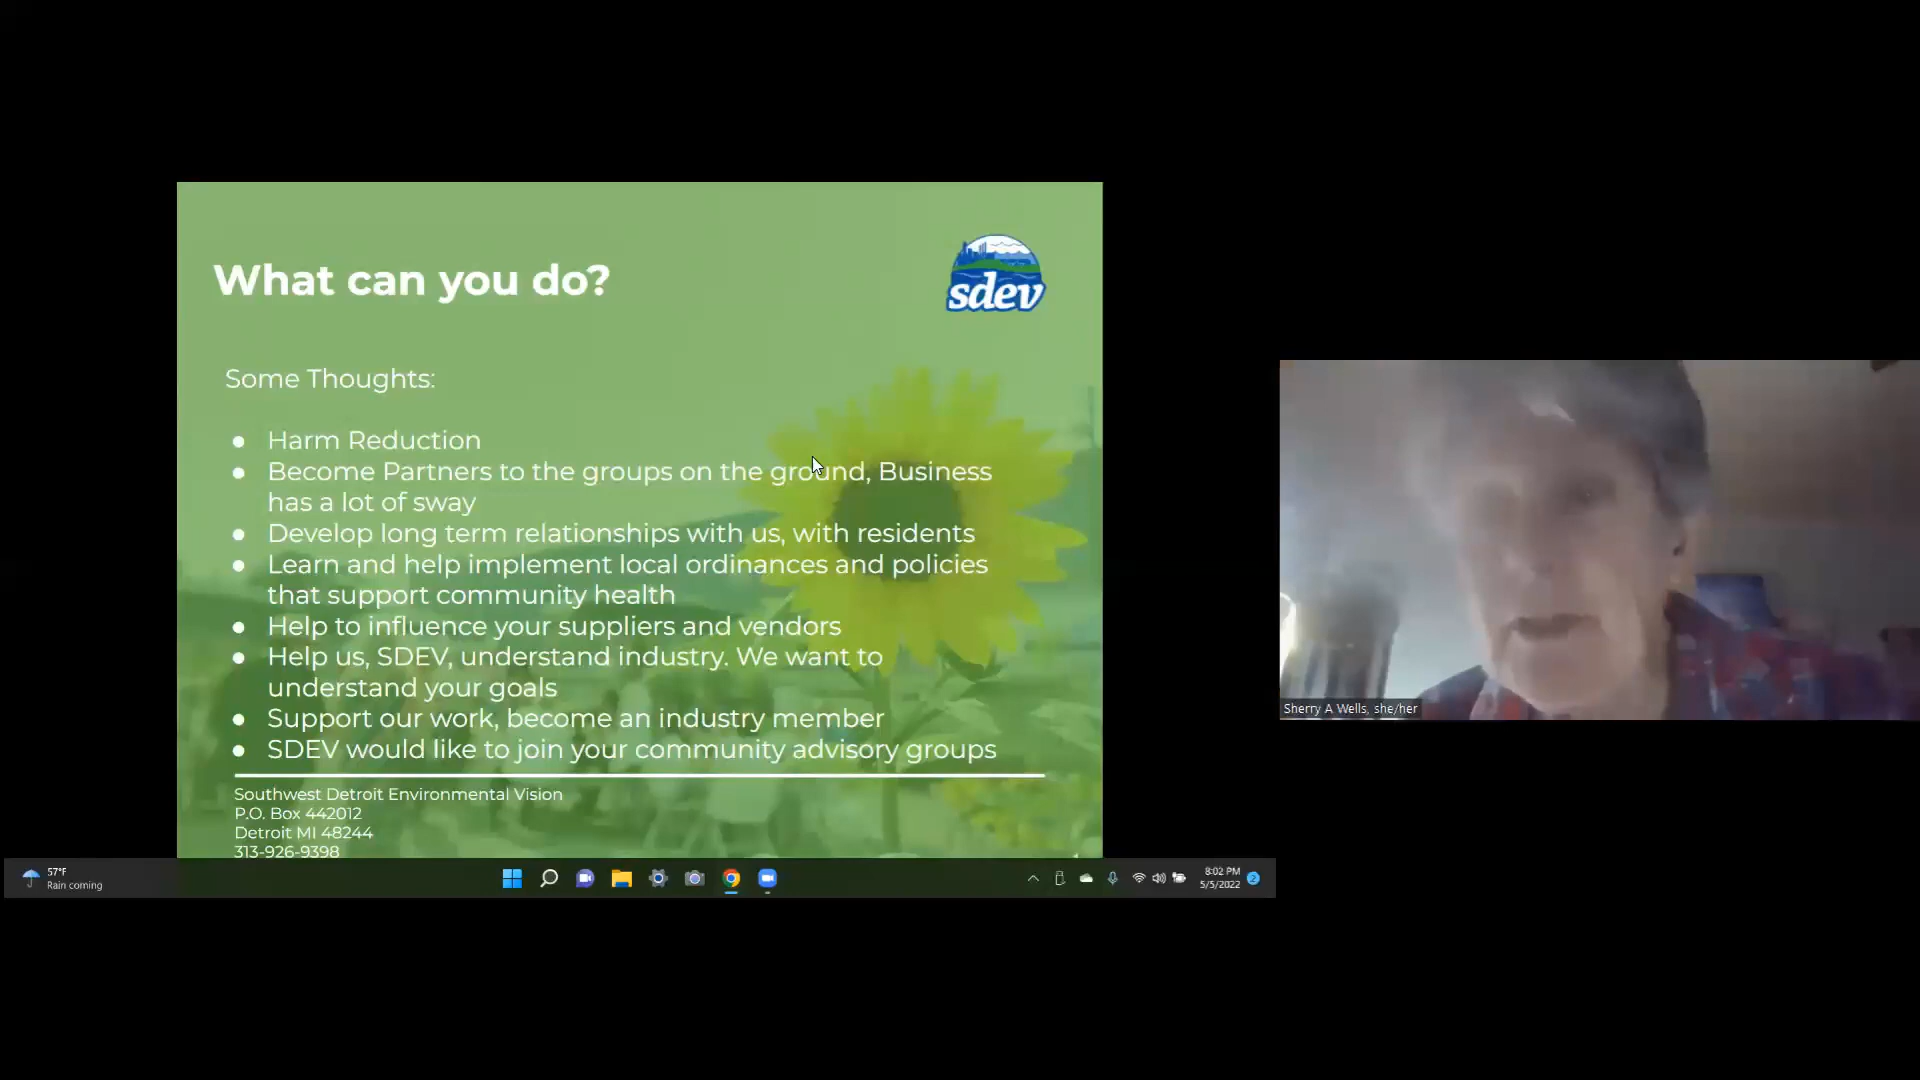 What can you do?
sdev
Some Thoughts:
● Harm Reduction
● Become Partners to the groups on the ground, Business
has a lot of sway
● Develop long term relationships with us, with residents
● Learn and help implement local ordinances and policies
that support community health
● Help to influence your suppliers and vendors
● Help us, SDEV, understand industry. We want to
understand your goals
● Support our work, become an industry member
● SDEV would like to join your community advisory groups
Southwest Detroit Environmental Vision
P.O. Box 442012
Detroit MI 48244
313-926-9398
57°F
Rain coming
8:02 PM
5/5/2022
2
Sherry A Wells, she/her